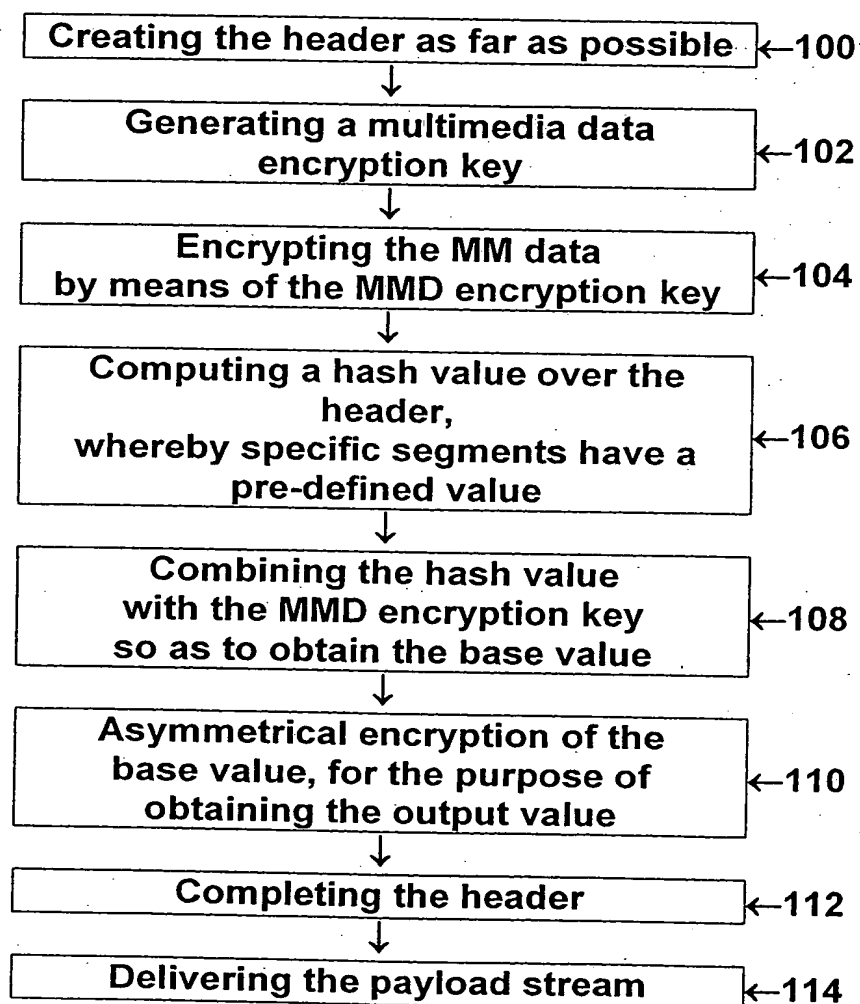 Creating the header as far as possible ←100
Generating a multimedia data
encryption key ←102
Encrypting the MM data
by means of the MMD encryption key ←104
Computing a hash value over the
header,
whereby specific segments have a ←106
pre-defined value
Combining the hash value
with the MMD encryption key ←108
so as to obtain the base value
Asymmetrical encryption of the
base value, for the purpose of ←110
obtaining the output value
Completing the header ←112
Delivering the payload stream ←114